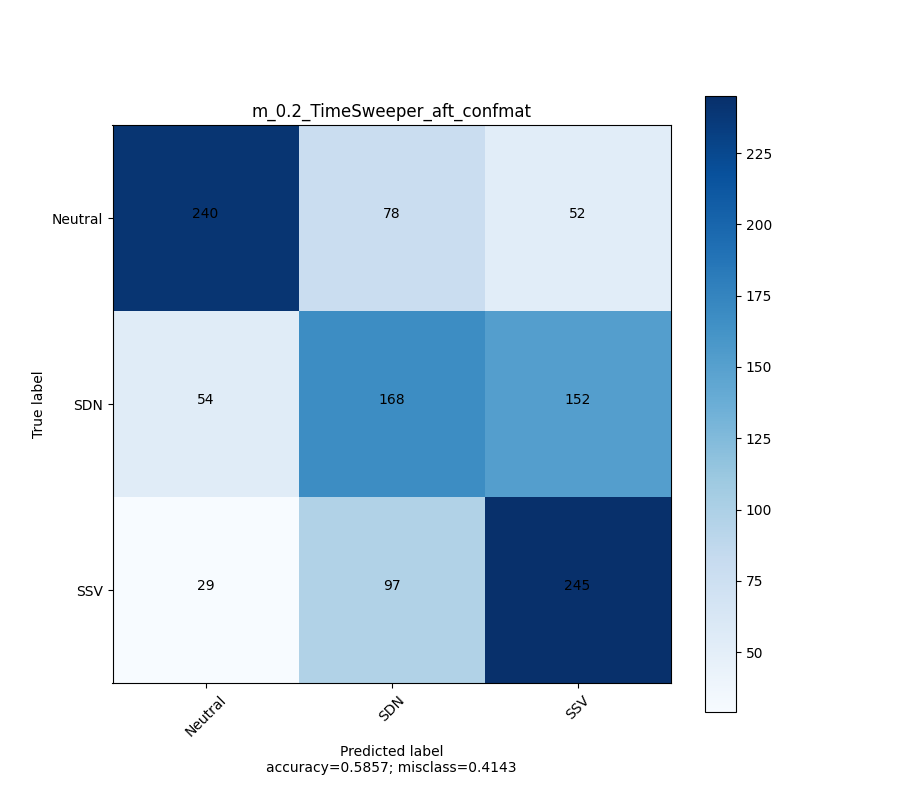 m_0.2_TimeSweeper_aft_confmat
True label
Neutral
240
78
52
SDN
54
168
152
SSV
29
97
245
Neutral
SDN
SSV
Predicted label
accuracy=0.5857; misclass=0.4143
225
200
175
150
125
100
75
50